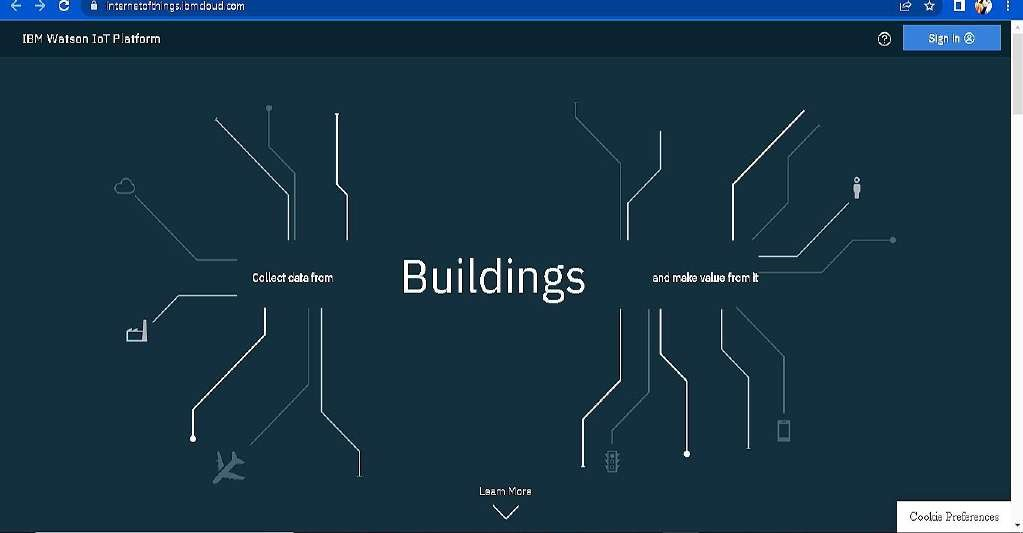 internetofthings.ibmcloud.com
IBM Watson IoT Platform
Sign In
Collect data from
Buildings
and make value from it
Learn More
Cookie Preferences